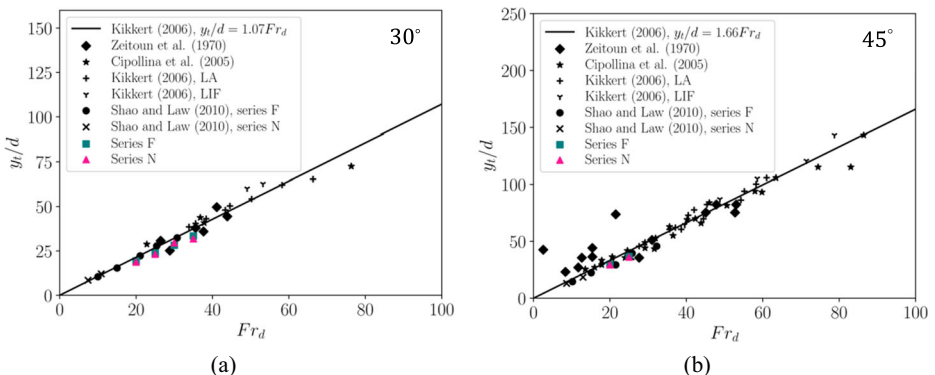 160
140
120
100
75
50
25
0
0
20
40
60
80
100
y_t/d
Fr_d
30°
Kikkert (2006), y_t/d = 1.07Fr_d
Zeitoun et al. (1970)
Cipollina et al. (2005)
Kikkert (2006), LA
Kikkert (2006), LIF
Shao and Law (2010), series F
Shao and Law (2010), series N
Series F
Series N
(a)
250
200
150
100
50
0
0
20
40
60
80
100
y_t/d
Fr_d
45°
Kikkert (2006), y_t/d = 1.66Fr_d
Zeitoun et al. (1970)
Cipollina et al. (2005)
Kikkert (2006), LA
Kikkert (2006), LIF
Shao and Law (2010), series F
Shao and Law (2010), series N
Series F
Series N
(b)